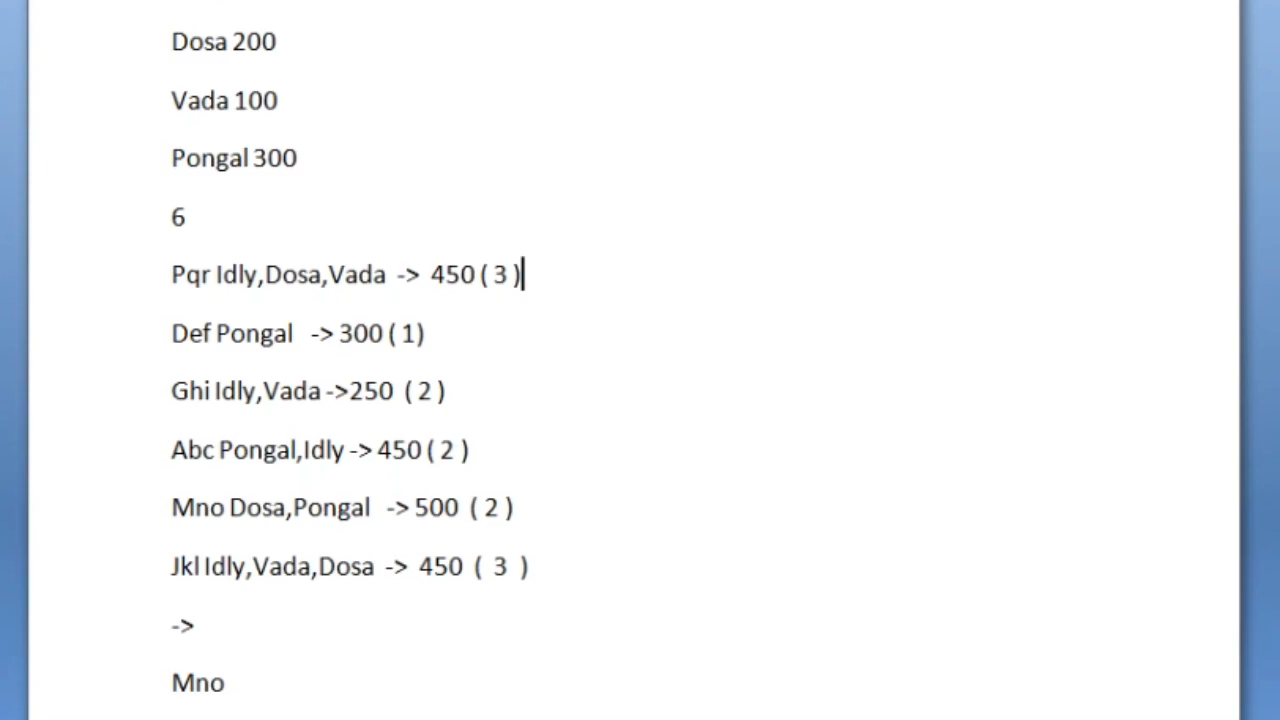 Dosa 200
Vada 100
Pongal 300
6
Pqr Idly,Dosa,Vada -> 450 ( 3 )
Def Pongal -> 300 ( 1)
Ghi Idly,Vada ->250 ( 2 )
Abc Pongal,Idly -> 450 ( 2 )
Mno Dosa,Pongal -> 500 ( 2 )
Jkl Idly,Vada,Dosa -> 450 ( 3 )
->
Mno